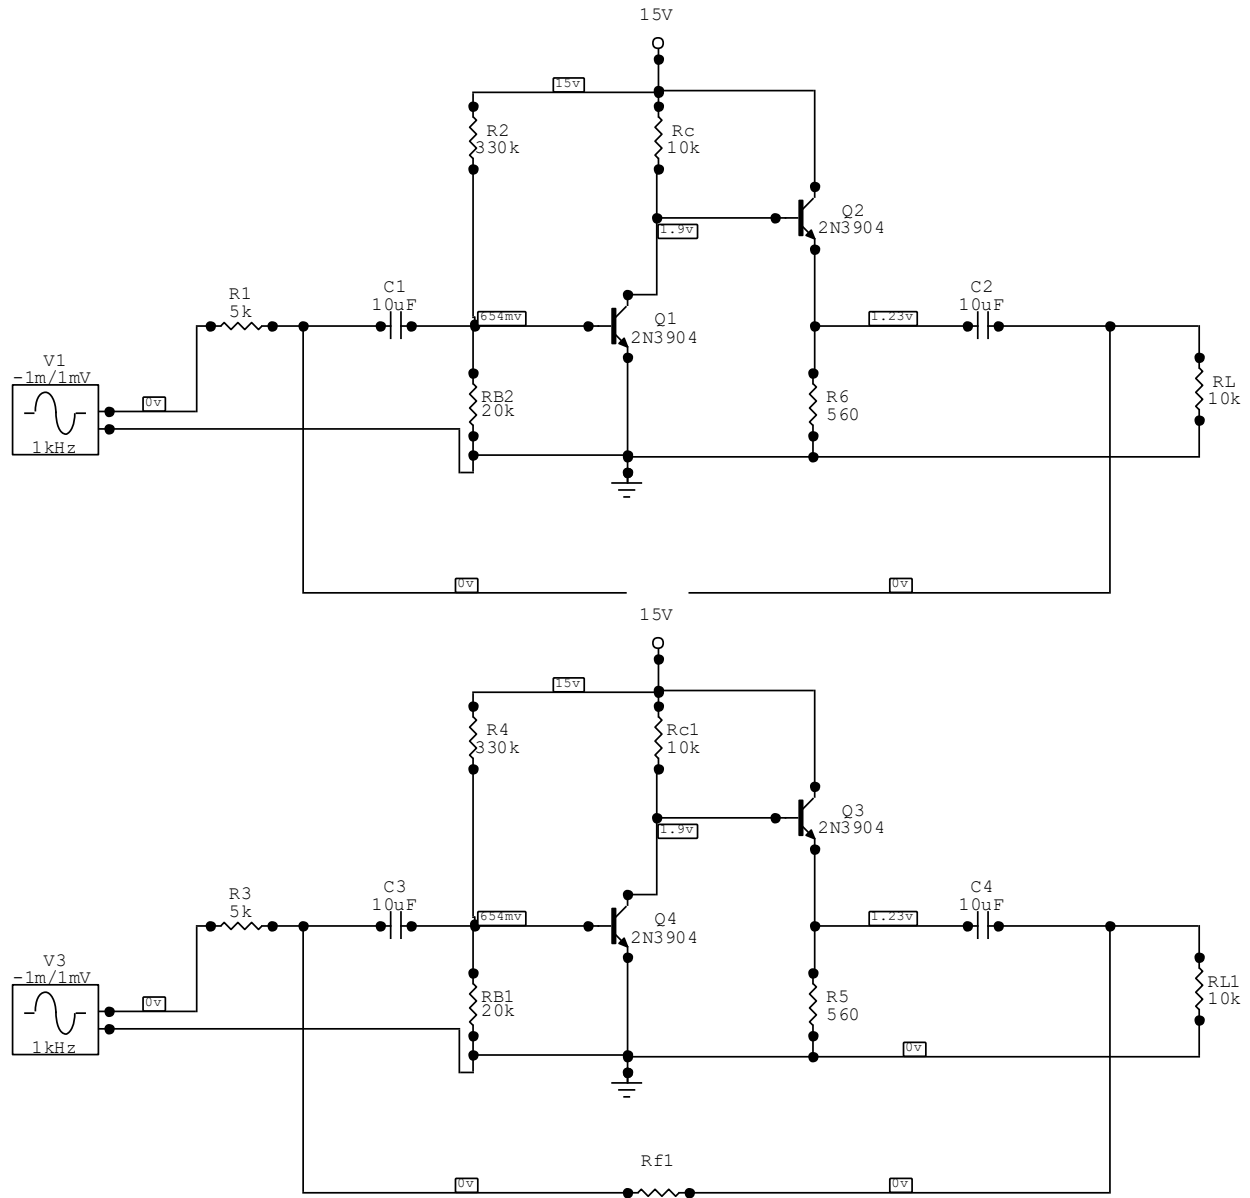 15V
15v
R2
330k
Rc
10k
Q2
2N3904
1.9v
R1
5k
C1
10uF
654mv
Q1
2N3904
1.23v
C2
10uF
V1
-1m/1mV
1kHz
0v
RB2
20k
R6
560
RL
10k
0v
0v
15V
15v
R4
330k
Rc1
10k
Q3
2N3904
1.9v
R3
5k
C3
10uF
654mv
Q4
2N3904
1.23v
C4
10uF
V3
-1m/1mV
1kHz
0v
RB1
20k
R5
560
RL1
10k
0v
Rf1
0v
0v